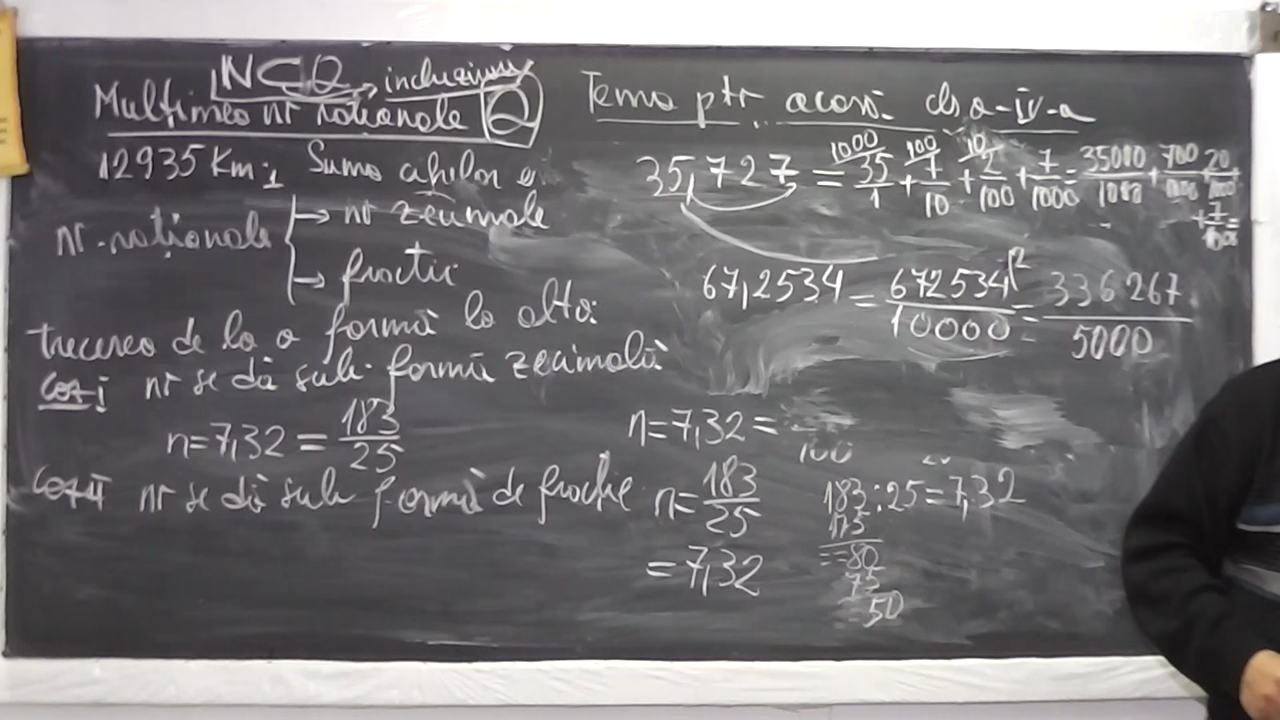 N⊂Q → incluziune
Mulțimea nr raționale Q
12935 Km; Suma cifrelor e
nr. raționale
→ nr zecimale
→ fracții
trecerea de la o formă la alta:
Caz I nr se dă sub formă zecimală
n=7,32 = 183/25
Caz II nr se dă sub formă de fracție
Tema ptr acasă cls a-IV-a
35,727 = 1000) 35/1 + 100) 7/10 + 10) 2/100 + 7/1000 = 35000/1000 + 700/1000 + 20/1000
+ 7/1000 =
67,2534 = 672534/10000 (2 = 336267/5000
n=7,32 = /100
n= 183/25
= 7,32
183:25=7,32
175
==80
75
=50